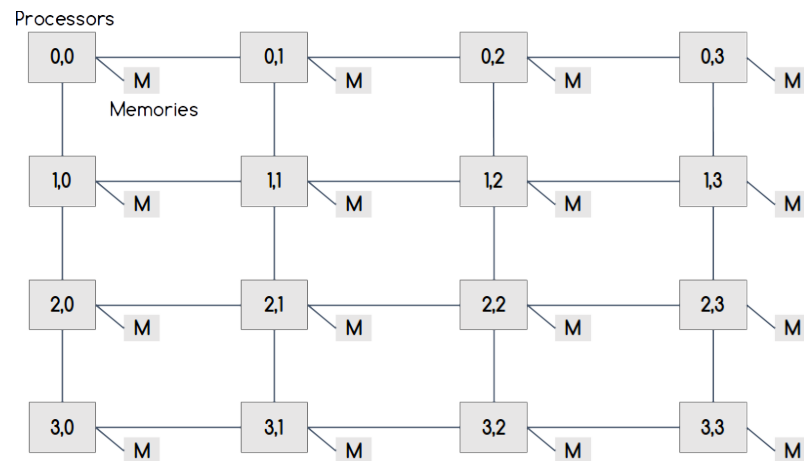 Processors
0,0 0,1 0,2 0,3
M M M M
Memories
1,0 1,1 1,2 1,3
M M M M
2,0 2,1 2,2 2,3
M M M M
3,0 3,1 3,2 3,3
M M M M